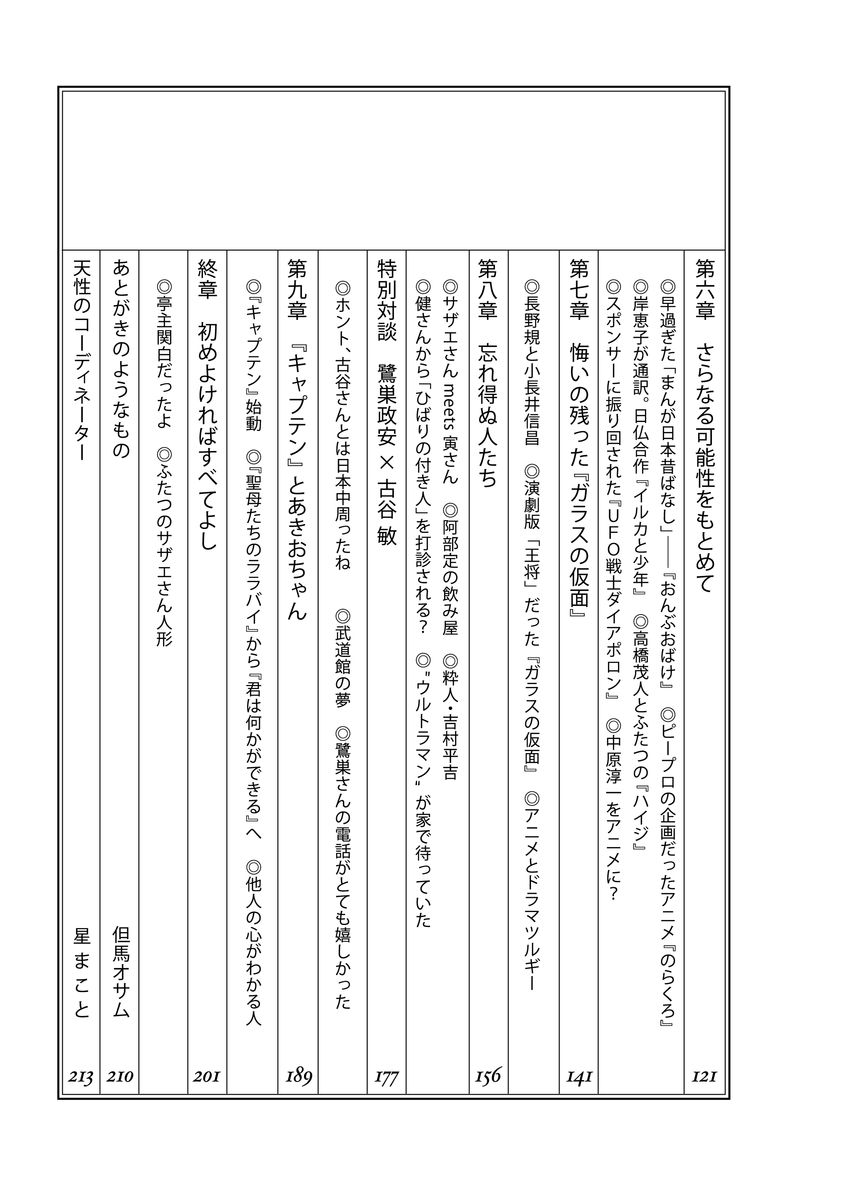 第六章　さらなる可能性をもとめて　121
◎早過ぎた「まんが日本昔ばなし」――『おんぶおばけ』　◎ピープロの企画だったアニメ『のらくろ』
◎岸恵子が通訳。日仏合作『イルカと少年』　◎高橋茂人とふたつの『ハイジ』
◎スポンサーに振り回された『ＵＦＯ戦士ダイアポロン』　◎中原淳一をアニメに？
第七章　悔いの残った『ガラスの仮面』　141
◎長野規と小長井信昌　◎演劇版「王将」だった『ガラスの仮面』　◎アニメとドラマツルギー
第八章　忘れ得ぬ人たち　156
◎サザエさん meets 寅さん　◎阿部定の飲み屋　◎粋人・吉村平吉
◎健さんから「ひばりの付き人」を打診される？　◎〝ウルトラマン〟が家で待っていた
特別対談　鷺巣政安×古谷 敏　177
◎ホント、古谷さんとは日本中周ったね　◎武道館の夢　◎鷺巣さんの電話がとても嬉しかった
第九章　『キャプテン』とあきおちゃん　189
◎『キャプテン』始動　◎『聖母たちのララバイ』から『君は何かができる』へ　◎他人の心がわかる人
終章　初めよければすべてよし　201
◎亭主関白だったよ　◎ふたつのサザエさん人形
あとがきのようなもの　但馬オサム　210
天性のコーディネーター　星 まこと　213